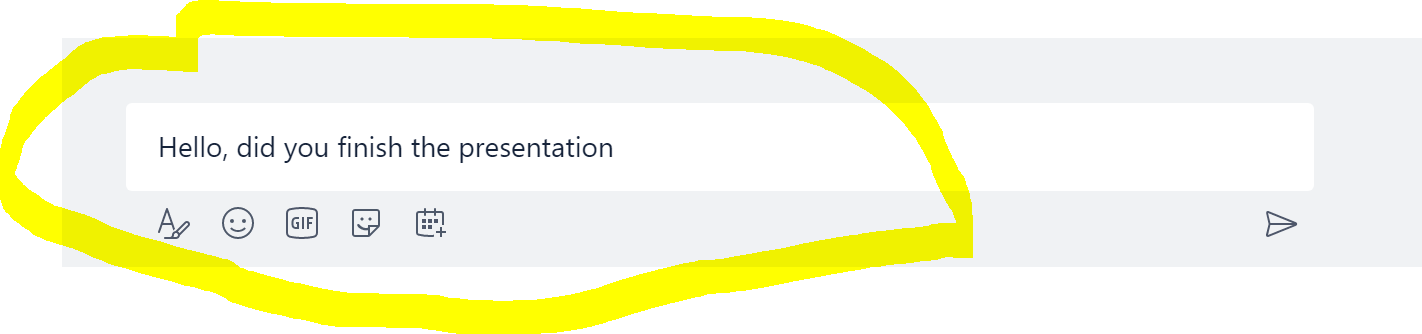 Hello, did you finish the presentation
GIF